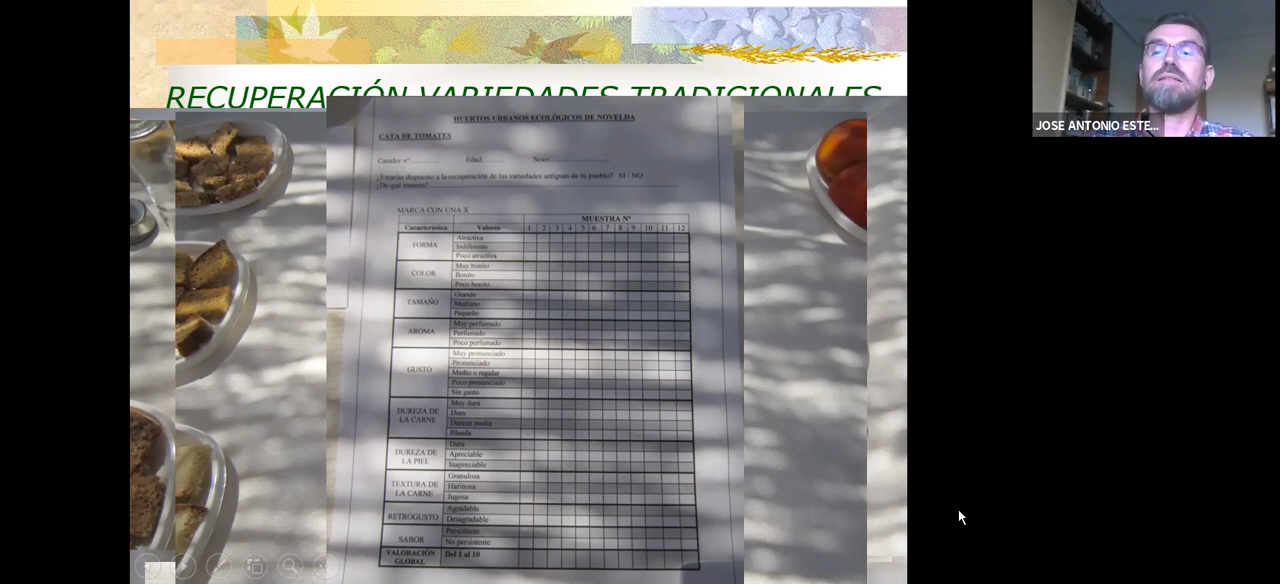 RECUPERACIÓN VARIEDADES TRADICIONALES
JOSE ANTONIO ESTE...
HUERTOS URBANOS ECOLÓGICOS DE NOVELDA
CATA DE TOMATES
Catador nº:............ Edad:........ Sexo:....................
¿Estarías dispuesto a la recuperación de las variedades antiguas de tu pueblo? SI / NO
¿De qué manera?
MARCA CON UNA X
MUESTRA Nº
Característica Valores 1 2 3 4 5 6 7 8 9 10 11 12
FORMA
Atractiva
Indiferente
Poco atractiva
COLOR
Muy bonito
Bonito
Poco bonito
TAMAÑO
Grande
Mediano
Pequeño
AROMA
Muy perfumado
Perfumado
Poco perfumado
GUSTO
Muy pronunciado
Pronunciado
Medio o regular
Poco pronunciado
Sin gusto
DUREZA DE
LA CARNE
Muy dura
Dura
Dureza media
Blanda
DUREZA DE
LA PIEL
Dura
Apreciable
Inapreciable
TEXTURA DE
LA CARNE
Granulosa
Harinosa
Jugosa
RETROGUSTO
Agradable
Desagradable
SABOR
Persistente
No persistente
VALORACIÓN
GLOBAL
Del 1 al 10